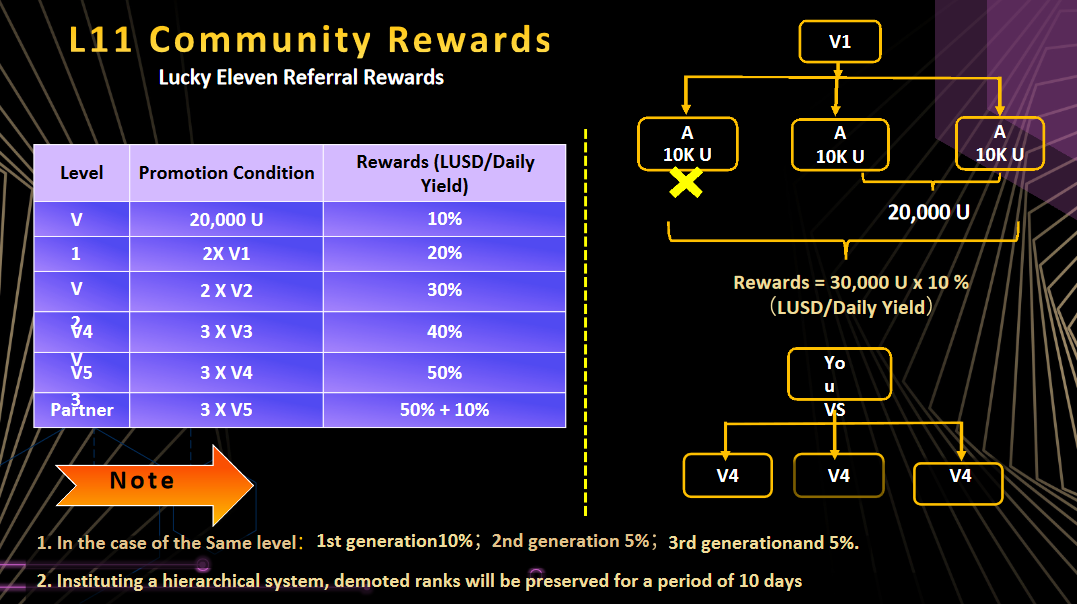 L11 Community Rewards
Lucky Eleven Referral Rewards
Level Promotion Condition Rewards (LUSD/Daily
Yield)
V 20,000 U 10%
1 2X V1 20%
V 2 X V2 30%
2
V4 3 X V3 40%
V
V5 3 X V4 50%
3
Partner 3 X V5 50% + 10%
Note
1. In the case of the Same level： 1st generation10%； 2nd generation 5%； 3rd generationand 5%.
2. Instituting a hierarchical system, demoted ranks will be preserved for a period of 10 days
V1
A A A
10K U 10K U 10K U
20,000 U
Rewards = 30,000 U x 10 %
（LUSD/Daily Yield）
Yo
u
VS
V4 V4 V4